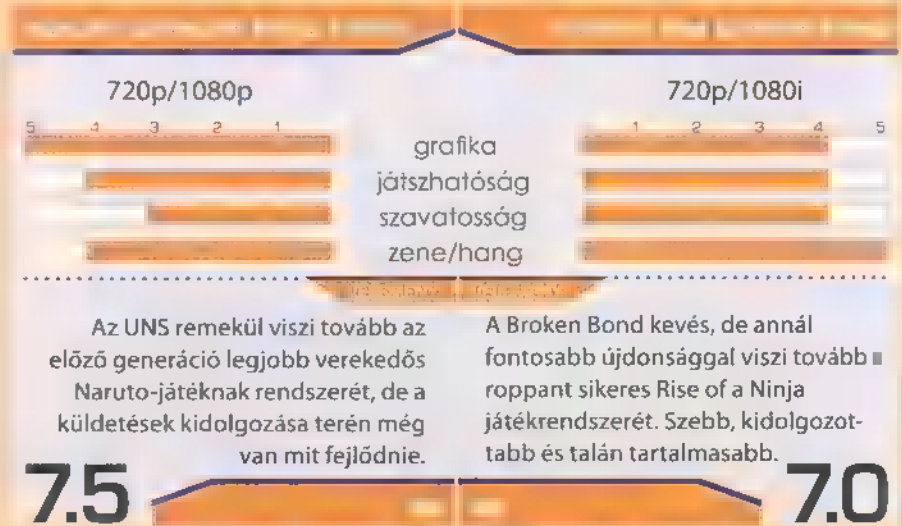 720p/1080p
720p/1080i
5 4 3 2 1
1 2 3 4 5
grafika
játszhatóság
szavatosság
zene/hang
Az UNS remekül viszi tovább az
előző generáció legjobb verekedős
Naruto-játéknak rendszerét, de a
küldetések kidolgozása terén még
van mit fejlődnie.
7.5
A Broken Bond kevés, de annál
fontosabb újdonsággal viszi tovább
roppant sikeres Rise of a Ninja
játékrendszerét. Szebb, kidolgozot-
tabb és talán tartalmasabb.
7.0